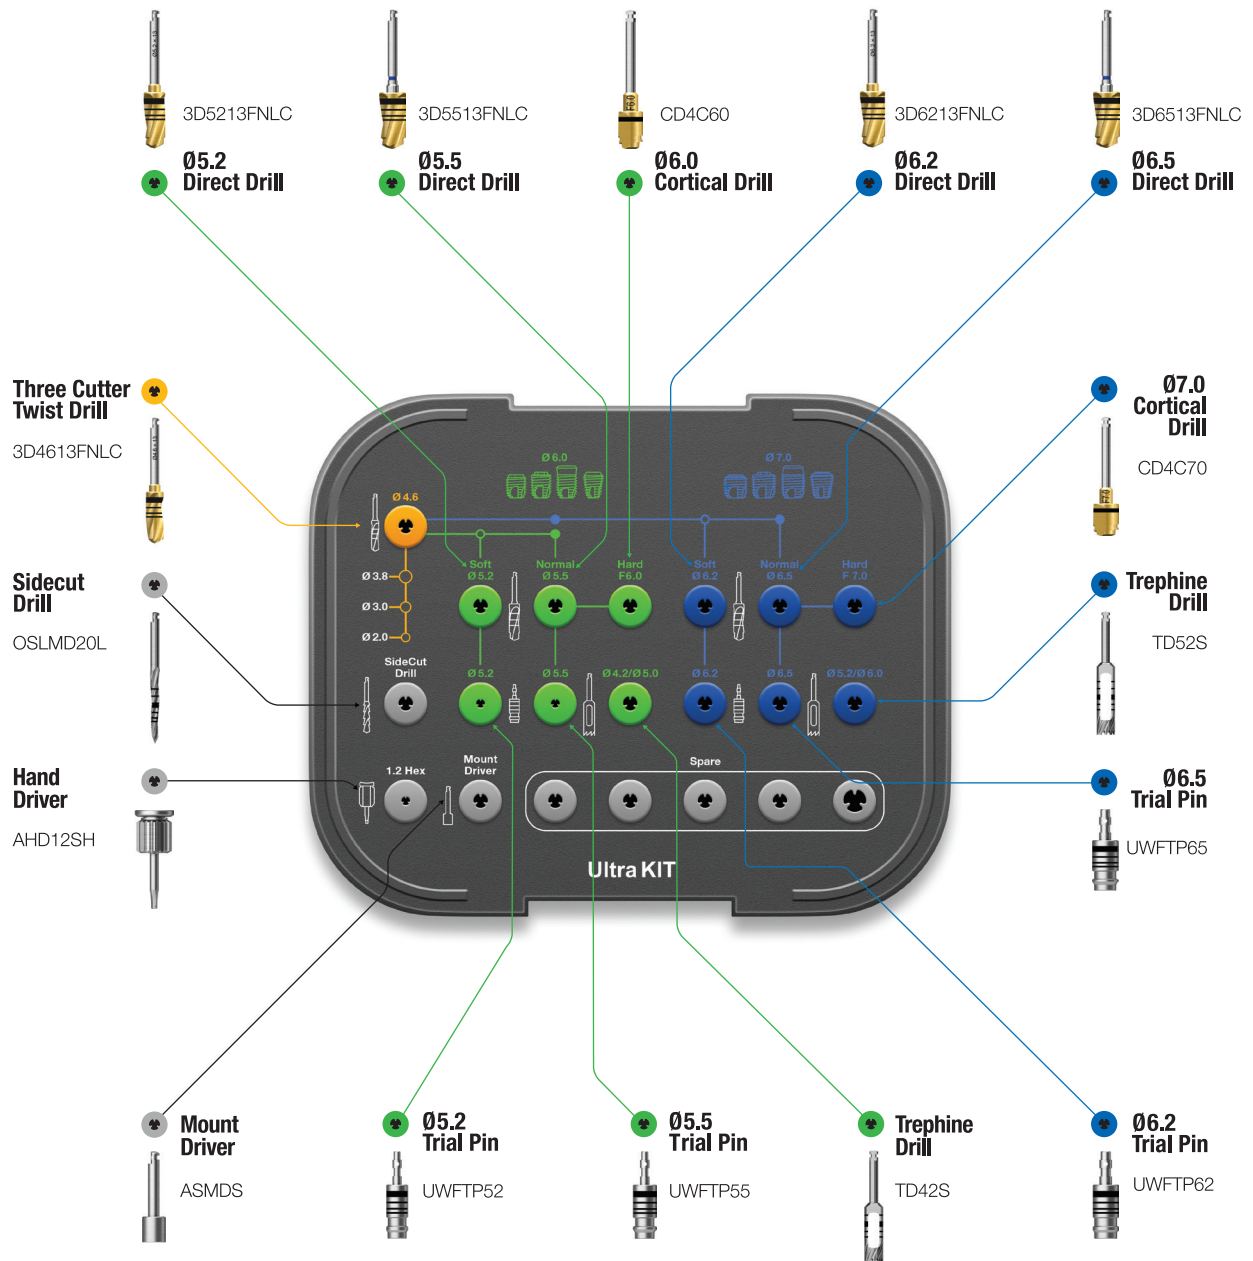 3D5213FNLC
Ø5.2
Direct Drill
3D5513FNLC
Ø5.5
Direct Drill
F6.0
CD4C60
Ø6.0
Cortical Drill
3D6213FNLC
Ø6.2
Direct Drill
3D6513FNLC
Ø6.5
Direct Drill
Three Cutter
Twist Drill
3D4613FNLC
Ø7.0
Cortical
Drill
CD4C70
F7.0
Sidecut
Drill
OSLMD20L
Trephine
Drill
TD52S
Hand
Driver
AHD12SH
Ø6.5
Trial Pin
UWFTP65
Ø 6.0
Ø 7.0
Ø 4.6
Ø 3.8
Ø 3.0
Ø 2.0
Soft
Ø 5.2
Normal
Ø 5.5
Hard
F6.0
Soft
Ø 6.2
Normal
Ø 6.5
Hard
F 7.0
SideCut
Drill
Ø 5.2
Ø 5.5
Ø 4.2/Ø 5.0
Ø 6.2
Ø 6.5
Ø 5.2/Ø 6.0
1.2 Hex
Mount
Driver
Spare
Ultra KIT
Mount
Driver
ASMDS
Ø5.2
Trial Pin
UWFTP52
Ø5.5
Trial Pin
UWFTP55
Trephine
Drill
TD42S
Ø6.2
Trial Pin
UWFTP62